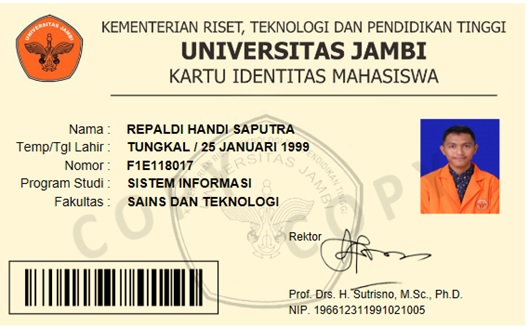 KEMENTERIAN RISET, TEKNOLOGI DAN PENDIDIKAN TINGGI
UNIVERSITAS JAMBI
KARTU IDENTITAS MAHASISWA
UNIVERSITAS JAMBI
Nama : REPALDI HANDI SAPUTRA
Temp/Tgl Lahir : TUNGKAL / 25 JANUARI 1999
Nomor : F1E118017
Program Studi : SISTEM INFORMASI
Fakultas : SAINS DAN TEKNOLOGI
COPY COPY
UNIVERSITAS JAMBI
Rektor
Prof. Drs. H. Sutrisno, M.Sc., Ph.D.
NIP. 196612311991021005